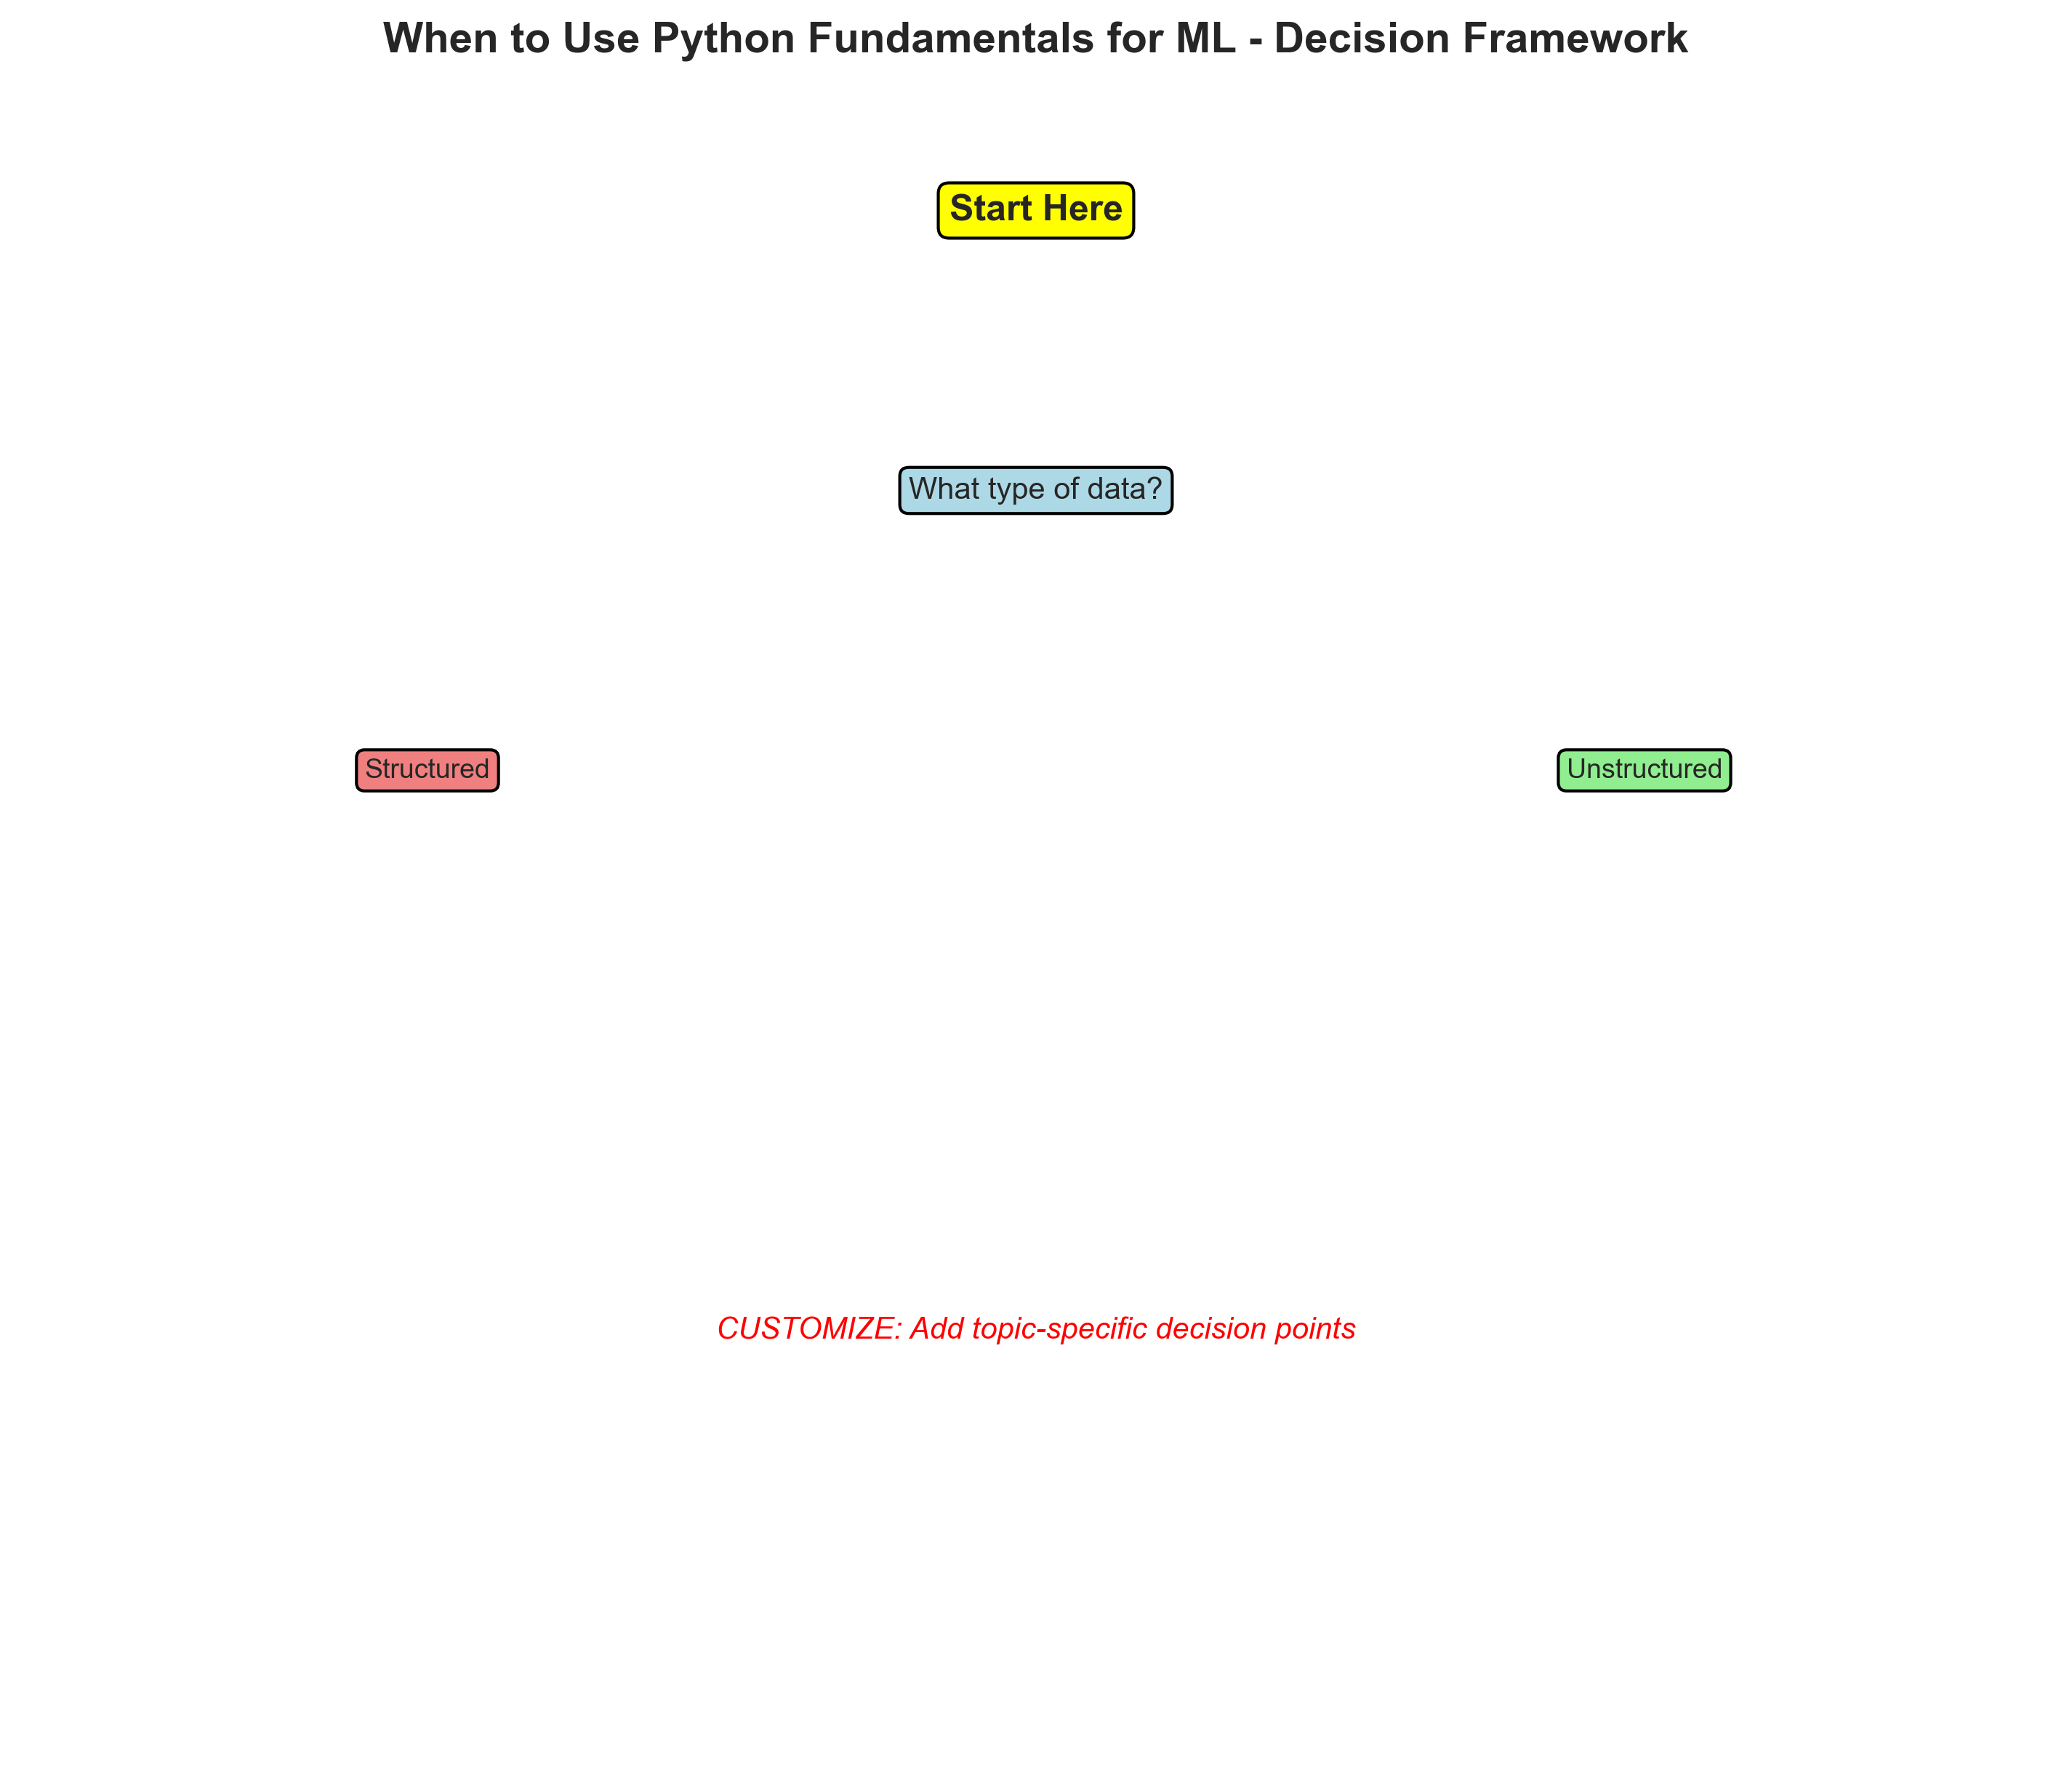 When to Use Python Fundamentals for ML - Decision Framework
Start Here
What type of data?
Structured
Unstructured
CUSTOMIZE: Add topic-specific decision points